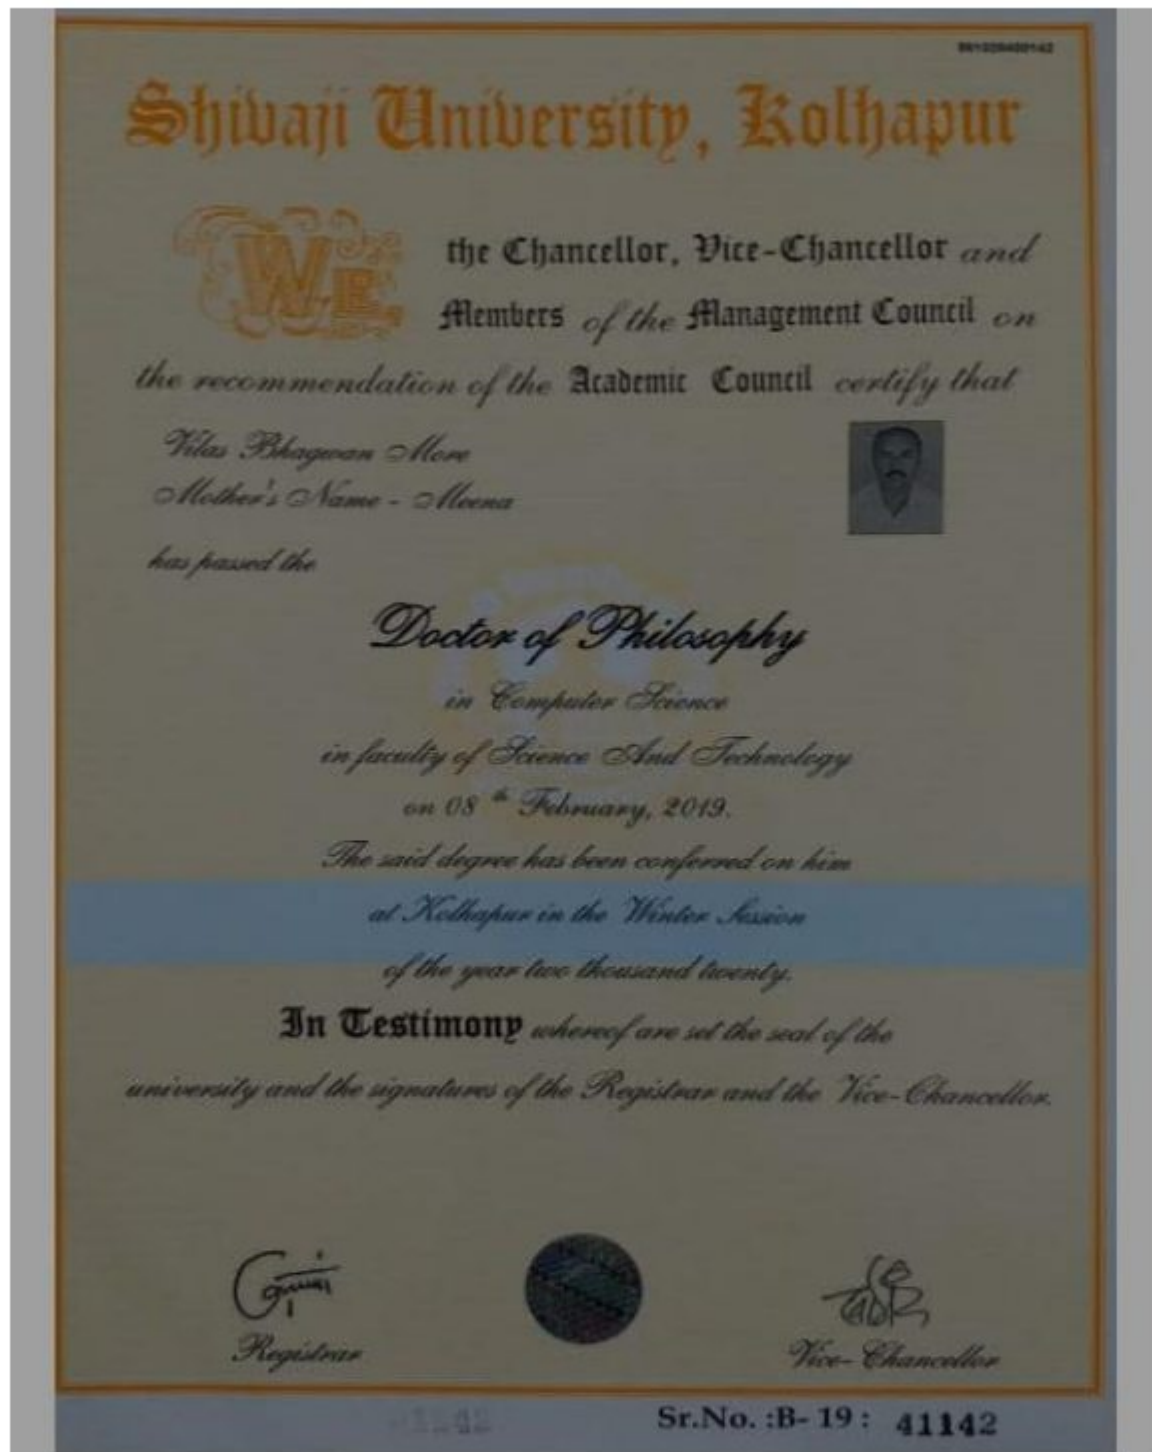 Shivaji University, Kolhapur
WE the Chancellor, Vice-Chancellor and
Members of the Management Council on
the recommendation of the Academic Council certify that
Vilas Bhagwan More
Mother's Name - Meena
has passed the
Doctor of Philosophy
in Computer Science
in faculty of Science And Technology
on 08 th February, 2019.
The said degree has been conferred on him
at Kolhapur in the Winter Session
of the year two thousand twenty.
In Testimony whereof are set the seal of the
university and the signatures of the Registrar and the Vice-Chancellor.
Registrar
Vice-Chancellor
Sr.No. :B- 19 : 41142